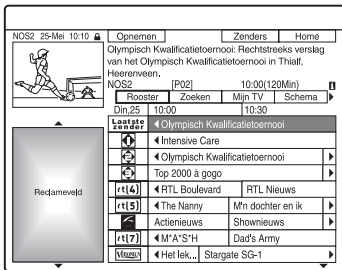 NOS2 25-Mei 10:10
Opnemen Zenders Home
Olympisch Kwalificatietoernooi: Rechtstreeks verslag
van het Olympisch Kwalificatietoernooi in Thialf,
Heerenveen.
NOS2 [P02] 10:00(120Min)
Rooster Zoeken Mijn TV Schema
Din,25 10:00 10:30
Laatste
zender
Olympisch Kwalificatietoernooi
Intensive Care
Olympisch Kwalificatietoernooi
Top 2000 à gogo
rtl(4) RTL Boulevard RTL Nieuws
rtl(5) The Nanny M'n dochter en ik
Actienieuws Shownieuws
rtl(7) M*A*S*H Dad's Army
VERONICA Het lek... Stargate SG-1
Reclameveld